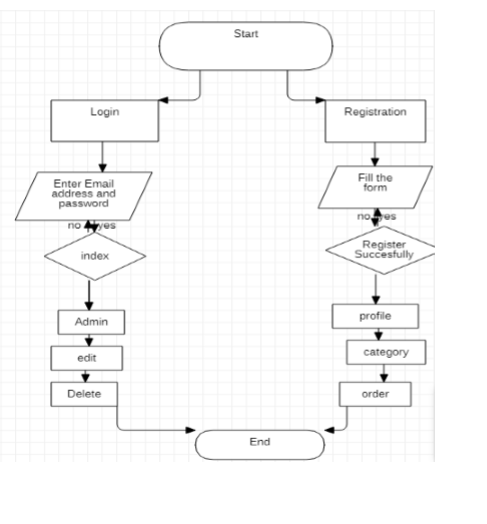 Start
Login
Registration
Enter Email
address and
password
Fill the
form
no yes
no yes
index
Register
Succesfully
Admin
profile
edit
category
Delete
order
End